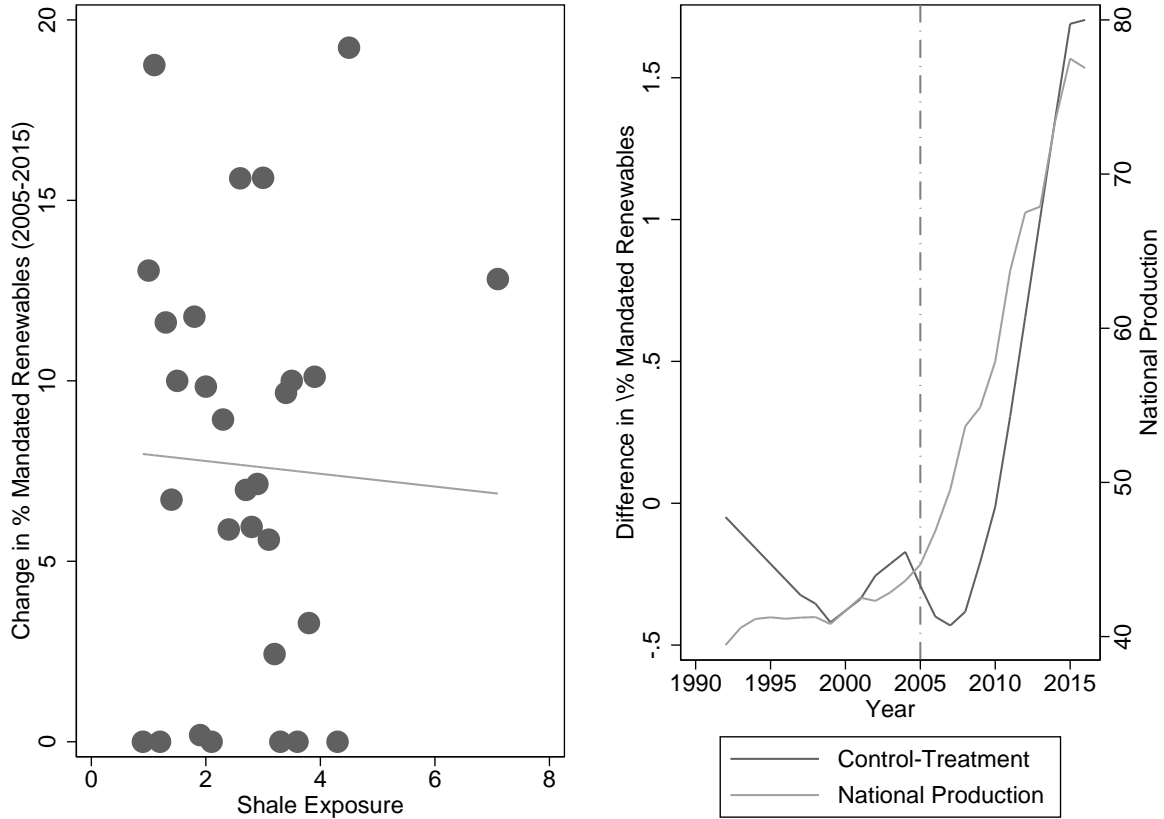 Change in % Mandated Renewables (2005-2015)
20
15
10
5
0
0 2 4 6 8
Shale Exposure
Difference in \% Mandated Renewables
1.5
1
.5
0
-.5
80
70
60
50
40
National Production
1990 1995 2000 2005 2010 2015
Year
Control-Treatment
National Production